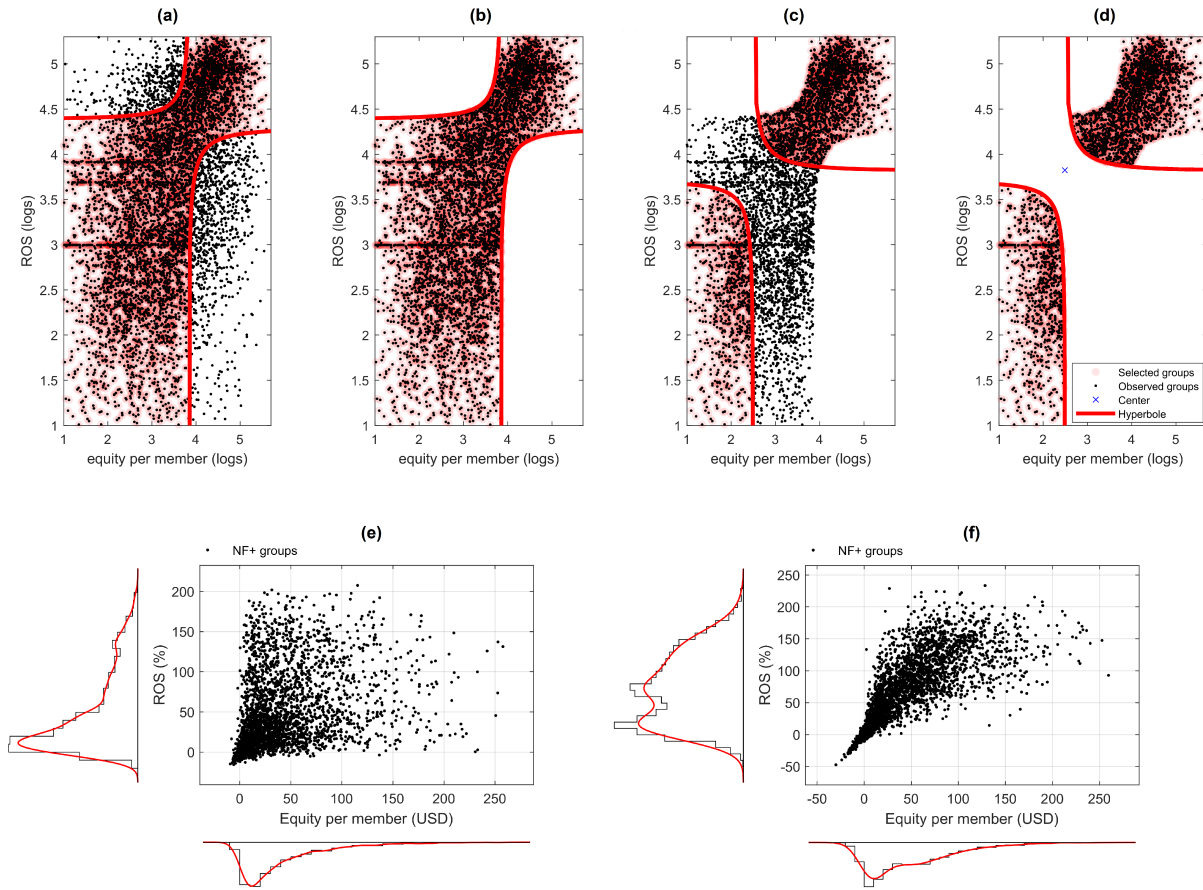 (a)
(b)
(c)
(d)
5
4.5
4
3.5
3
2.5
2
1.5
1
ROS (logs)
1 2 3 4 5
equity per member (logs)
5
4.5
4
3.5
3
2.5
2
1.5
1
ROS (logs)
1 2 3 4 5
equity per member (logs)
5
4.5
4
3.5
3
2.5
2
1.5
1
ROS (logs)
1 2 3 4 5
equity per member (logs)
5
4.5
4
3.5
3
2.5
2
1.5
1
ROS (logs)
1 2 3 4 5
equity per member (logs)
Selected groups
Observed groups
Center
Hyperbole
(e)
NF+ groups
200
150
100
50
0
ROS (%)
0 50 100 150 200 250
Equity per member (USD)
(f)
NF+ groups
250
200
150
100
50
0
-50
ROS (%)
-50 0 50 100 150 200 250
Equity per member (USD)